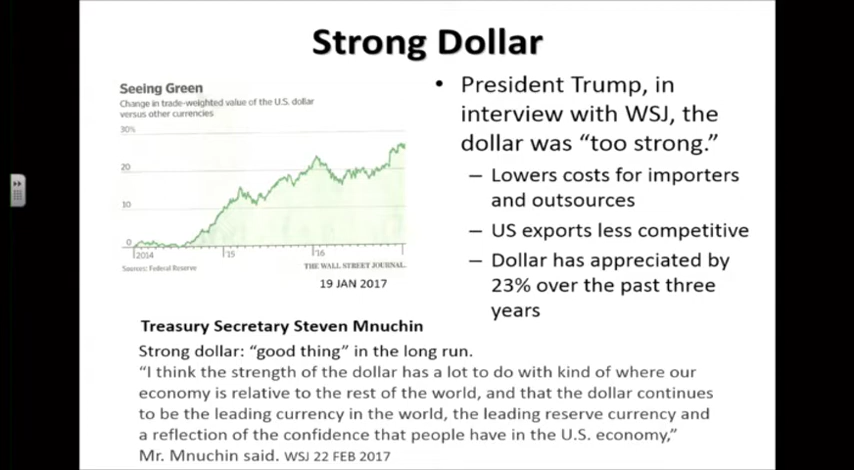 Strong Dollar
Seeing Green
Change in trade-weighted value of the U.S. dollar
versus other currencies
30%
20
10
0
2014
'15
'16
Sources: Federal Reserve
THE WALL STREET JOURNAL.
19 JAN 2017
• President Trump, in
interview with WSJ, the
dollar was “too strong.”
– Lowers costs for importers
and outsources
– US exports less competitive
– Dollar has appreciated by
23% over the past three
years
Treasury Secretary Steven Mnuchin
Strong dollar: “good thing” in the long run.
“I think the strength of the dollar has a lot to do with kind of where our
economy is relative to the rest of the world, and that the dollar continues
to be the leading currency in the world, the leading reserve currency and
a reflection of the confidence that people have in the U.S. economy,”
Mr. Mnuchin said. WSJ 22 FEB 2017